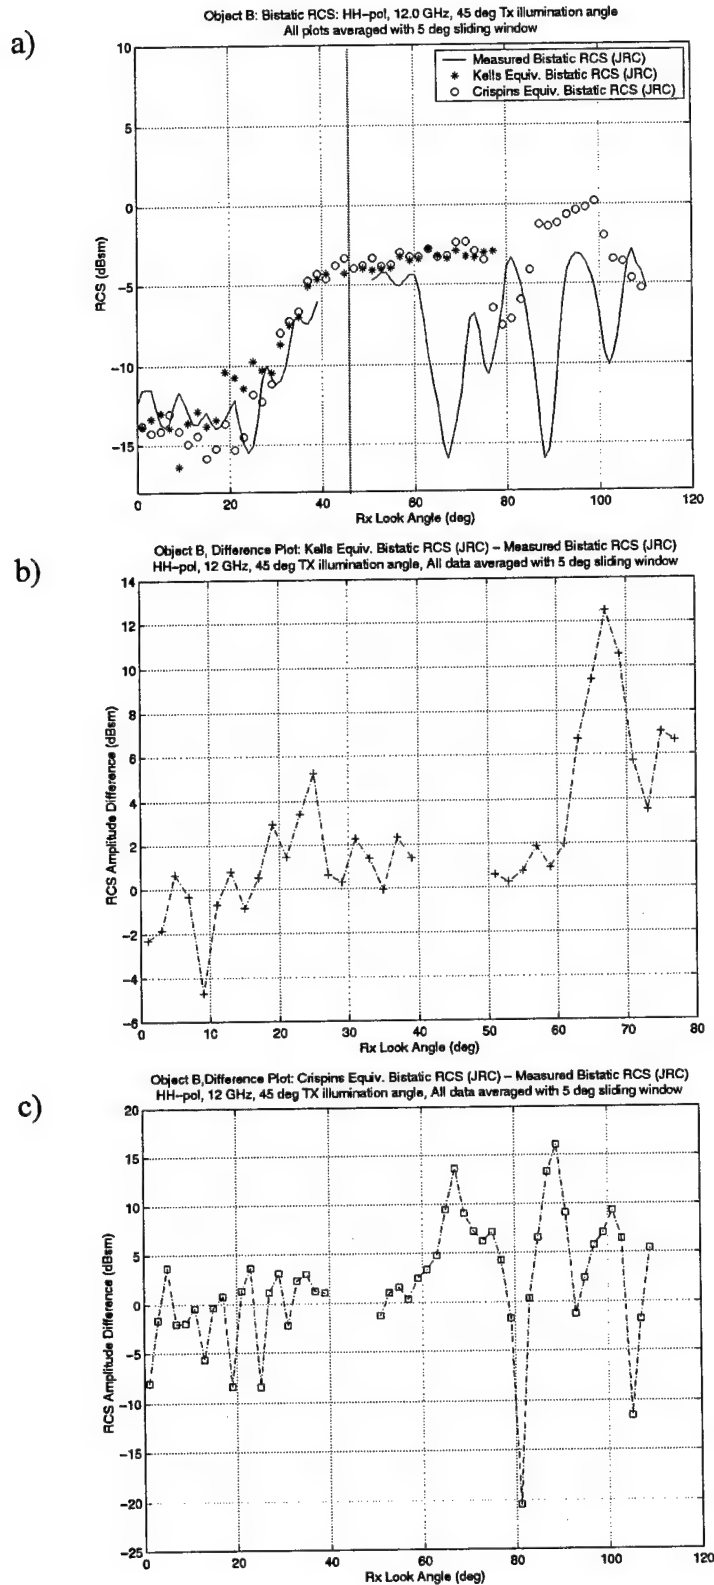 a)
Object B: Bistatic RCS: HH-pol, 12.0 GHz, 45 deg Tx illumination angle
All plots averaged with 5 deg sliding window
Measured Bistatic RCS (JRC)
Kells Equiv. Bistatic RCS (JRC)
Crispins Equiv. Bistatic RCS (JRC)
RCS (dBsm)
10
5
0
-5
-10
-15
0
20
40
60
80
100
120
Rx Look Angle (deg)
b)
Object B, Difference Plot: Kells Equiv. Bistatic RCS (JRC) – Measured Bistatic RCS (JRC)
HH-pol, 12 GHz, 45 deg TX illumination angle, All data averaged with 5 deg sliding window
RCS Amplitude Difference (dBsm)
14
12
10
8
6
4
2
0
-2
-4
-6
0
10
20
30
40
50
60
70
80
Rx Look Angle (deg)
c)
Object B,Difference Plot: Crispins Equiv. Bistatic RCS (JRC) – Measured Bistatic RCS (JRC)
HH-pol, 12 GHz, 45 deg TX illumination angle, All data averaged with 5 deg sliding window
RCS Amplitude Difference (dBsm)
20
15
10
5
0
-5
-10
-15
-20
-25
0
20
40
60
80
100
120
Rx Look Angle (deg)